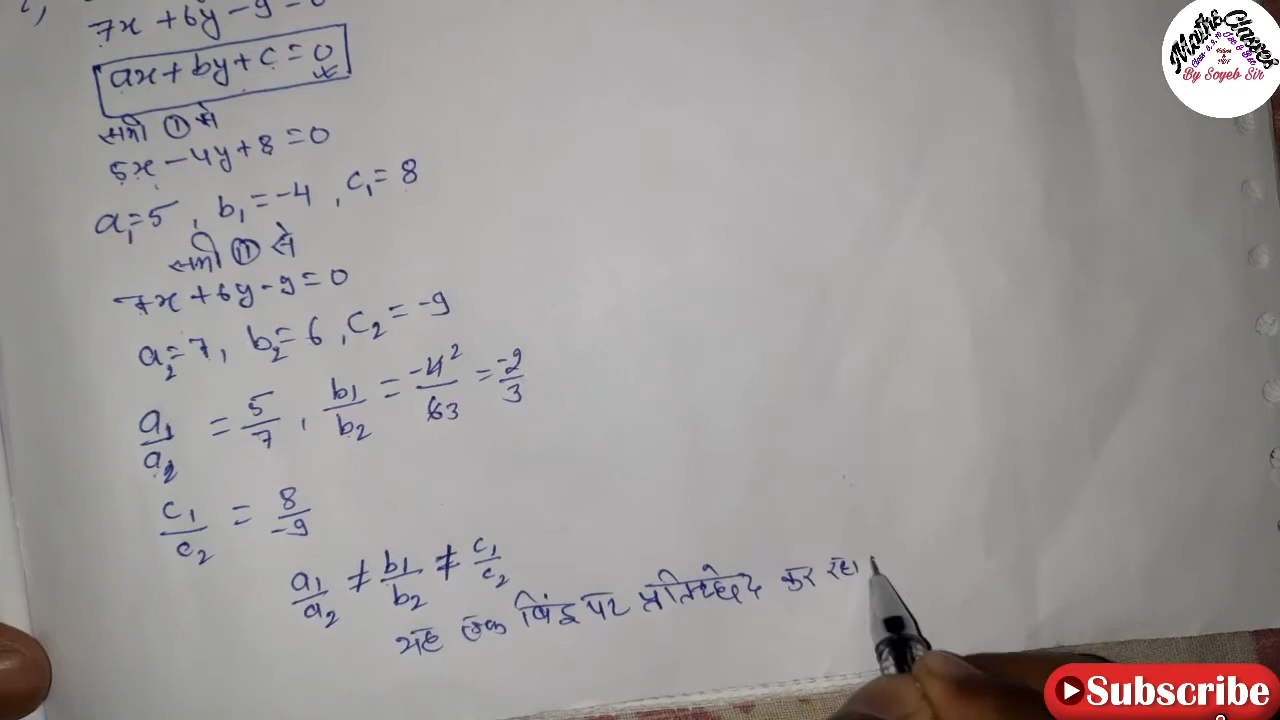 7x+6y-9=0
ax+by+c=0
समी ① से
5x-4y+8=0
a₁=5, b₁=-4, c₁=8
समी ⑪ से
7x+6y-9=0
a₂=7, b₂=6, c₂=-9
a₁/a₂ = 5/7, b₁/b₂ = -4²/63 = -2/3
c₁/c₂ = 8/-9
a₁/a₂ ≠ b₁/b₂ ≠ c₁/c₂
यह एक बिंदु पर प्रतिच्छेद कर रहा
Maths Classes
By Soyeb Sir
Subscribe